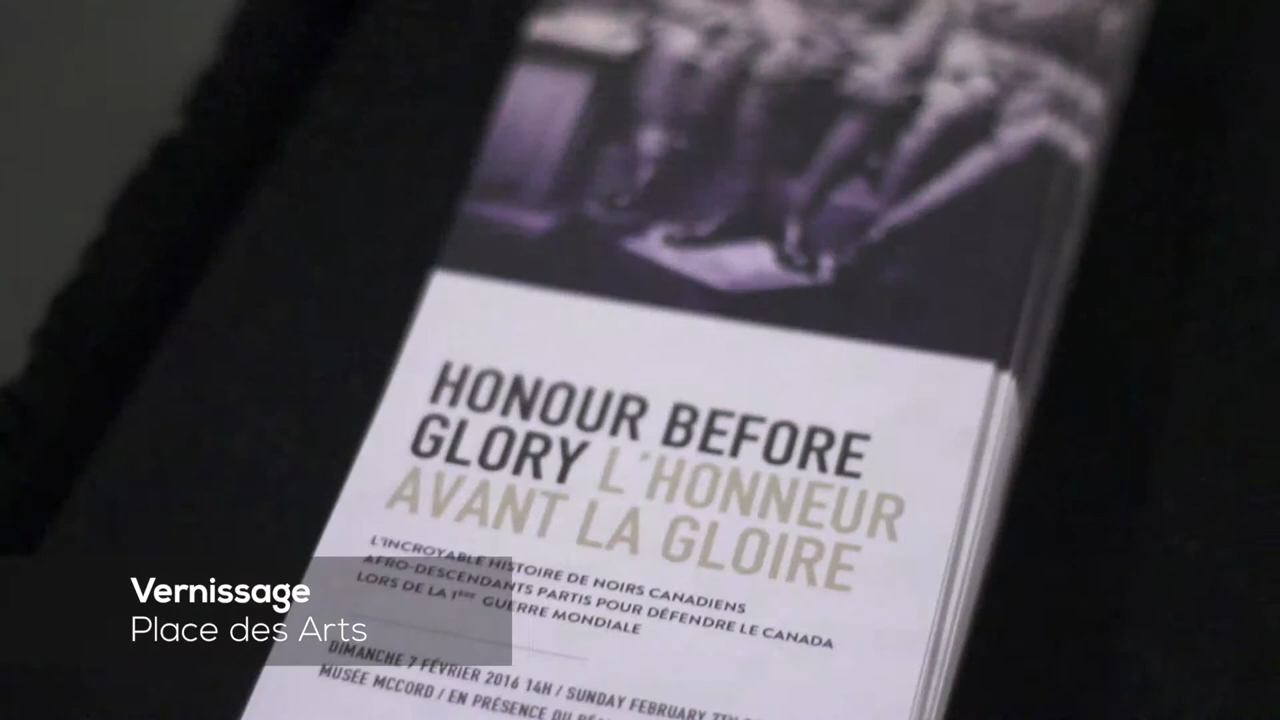 HONOUR BEFORE
GLORY L'HONNEUR
AVANT LA GLOIRE
L'INCROYABLE HISTOIRE DE NOIRS CANADIENS
AFRO-DESCENDANTS PARTIS POUR DÉFENDRE LE CANADA
LORS DE LA 1ère GUERRE MONDIALE
DIMANCHE 7 FÉVRIER 2016 14H / SUNDAY FEBRUARY 7TH
MUSÉE MCCORD / EN PRÉSENCE DU
Vernissage
Place des Arts